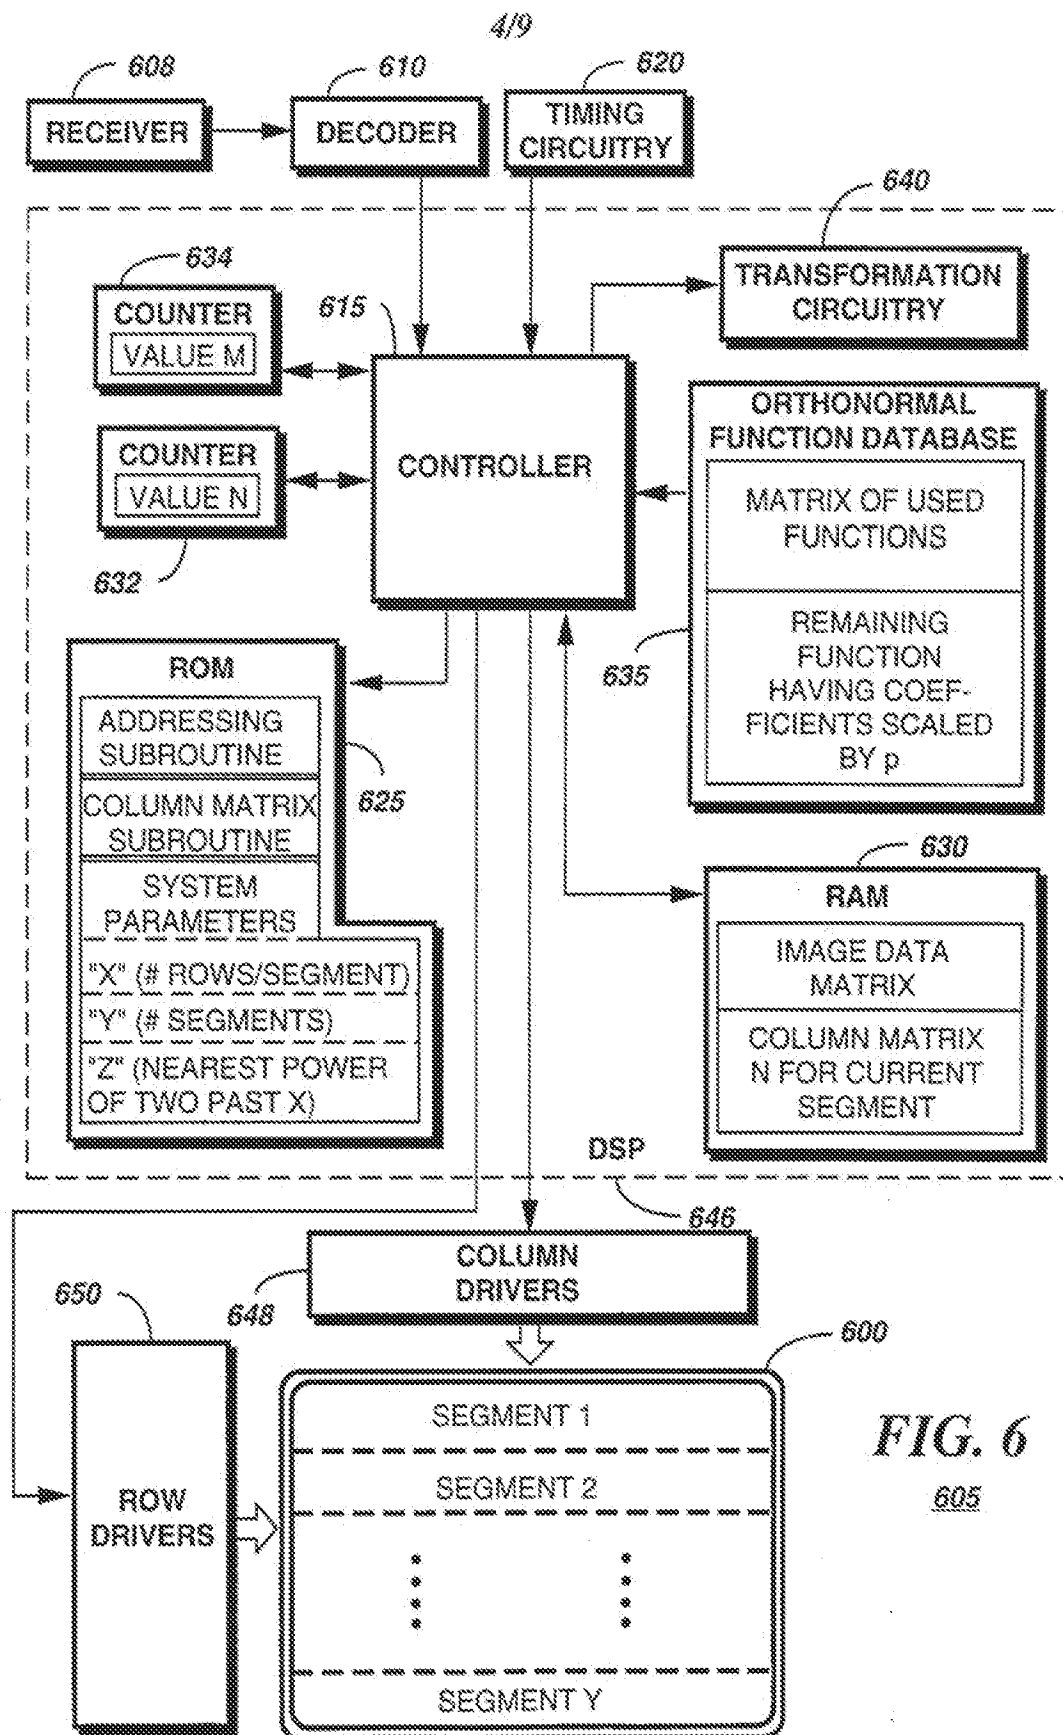 4/9
608
610
620
RECEIVER
DECODER
TIMING
CIRCUITRY
640
634
615
TRANSFORMATION
CIRCUITRY
COUNTER
VALUE M
ORTHONORMAL
FUNCTION DATABASE
COUNTER
VALUE N
CONTROLLER
MATRIX OF USED
FUNCTIONS
632
REMAINING
FUNCTION
HAVING COEF-
FICIENTS SCALED
BY p
635
ROM
ADDRESSING
SUBROUTINE
625
COLUMN MATRIX
SUBROUTINE
SYSTEM
PARAMETERS
"X" (# ROWS/SEGMENT)
"Y" (# SEGMENTS)
"Z" (NEAREST POWER
OF TWO PAST X)
630
RAM
IMAGE DATA
MATRIX
COLUMN MATRIX
N FOR CURRENT
SEGMENT
DSP
646
COLUMN
DRIVERS
648
650
600
SEGMENT 1
SEGMENT 2
ROW
DRIVERS
SEGMENT Y
FIG. 6
605